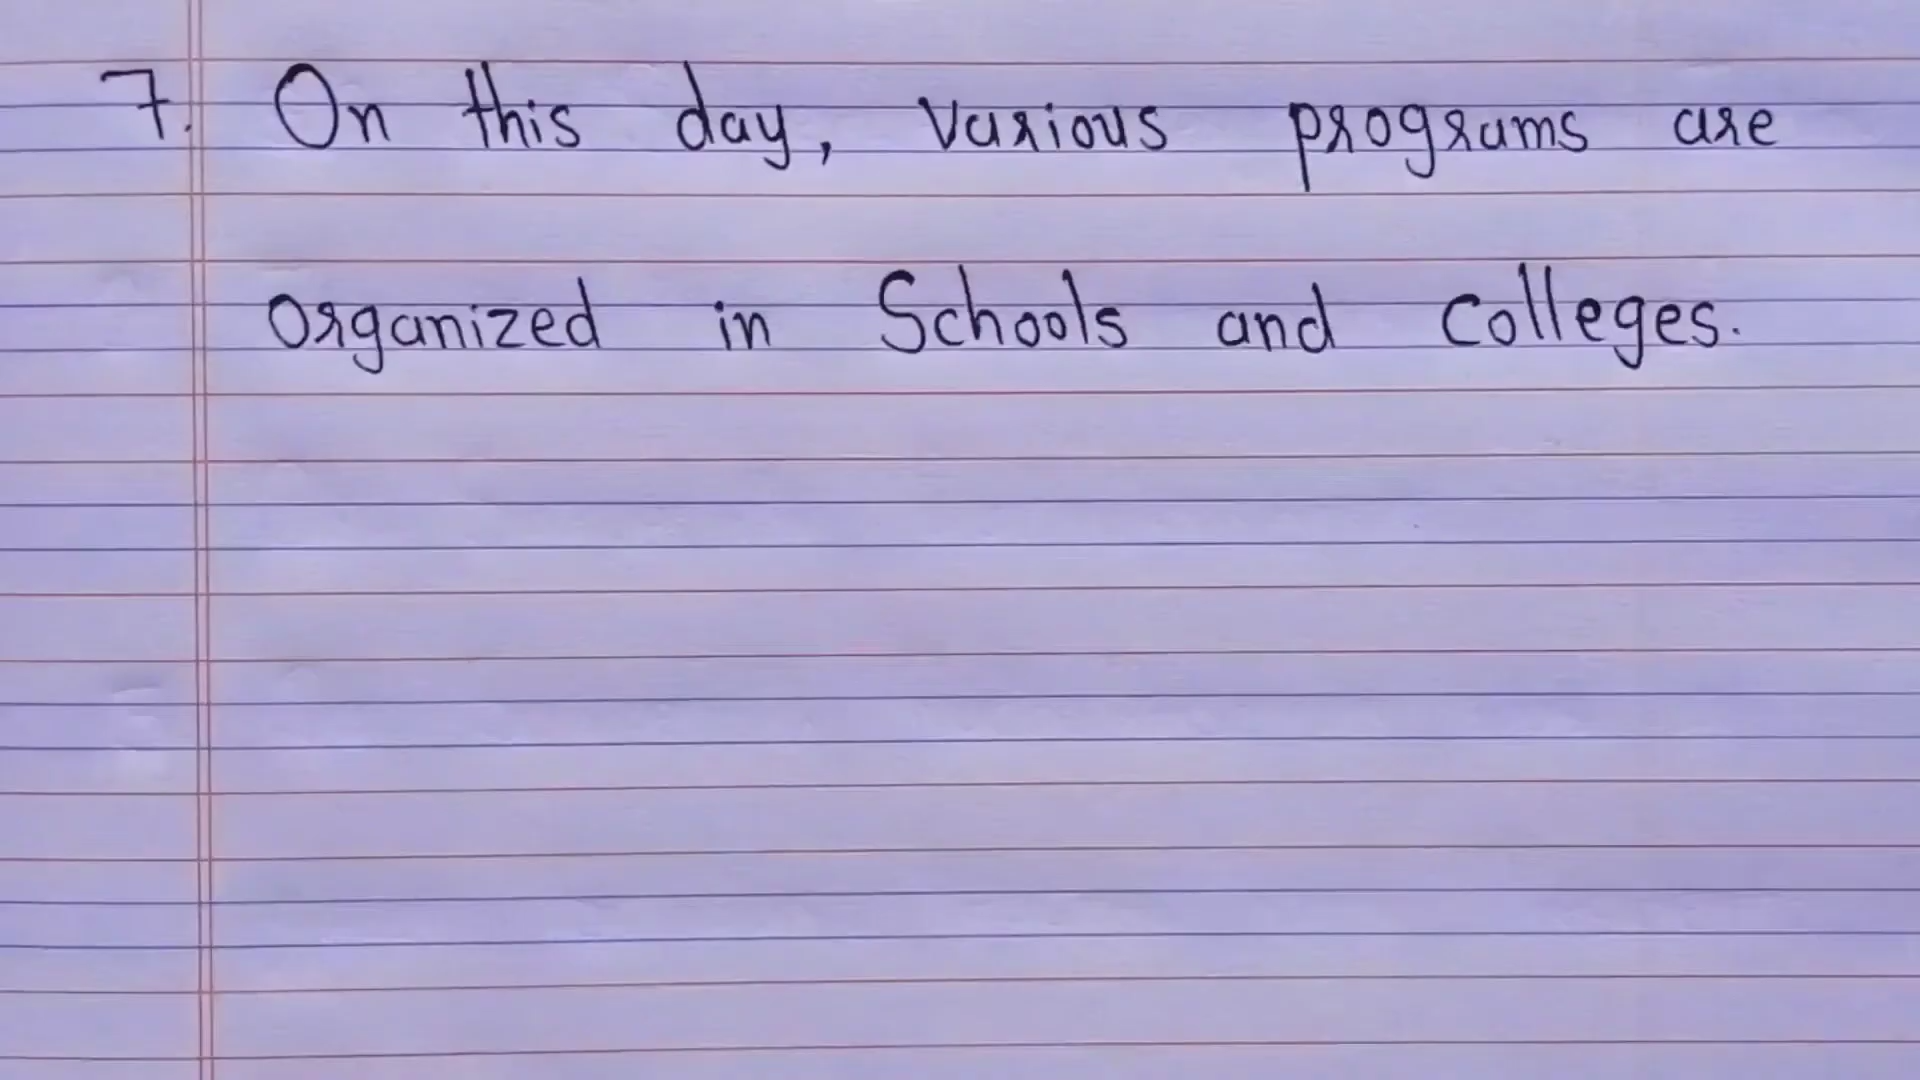 7. On this day, various programs are
organized in Schools and colleges.